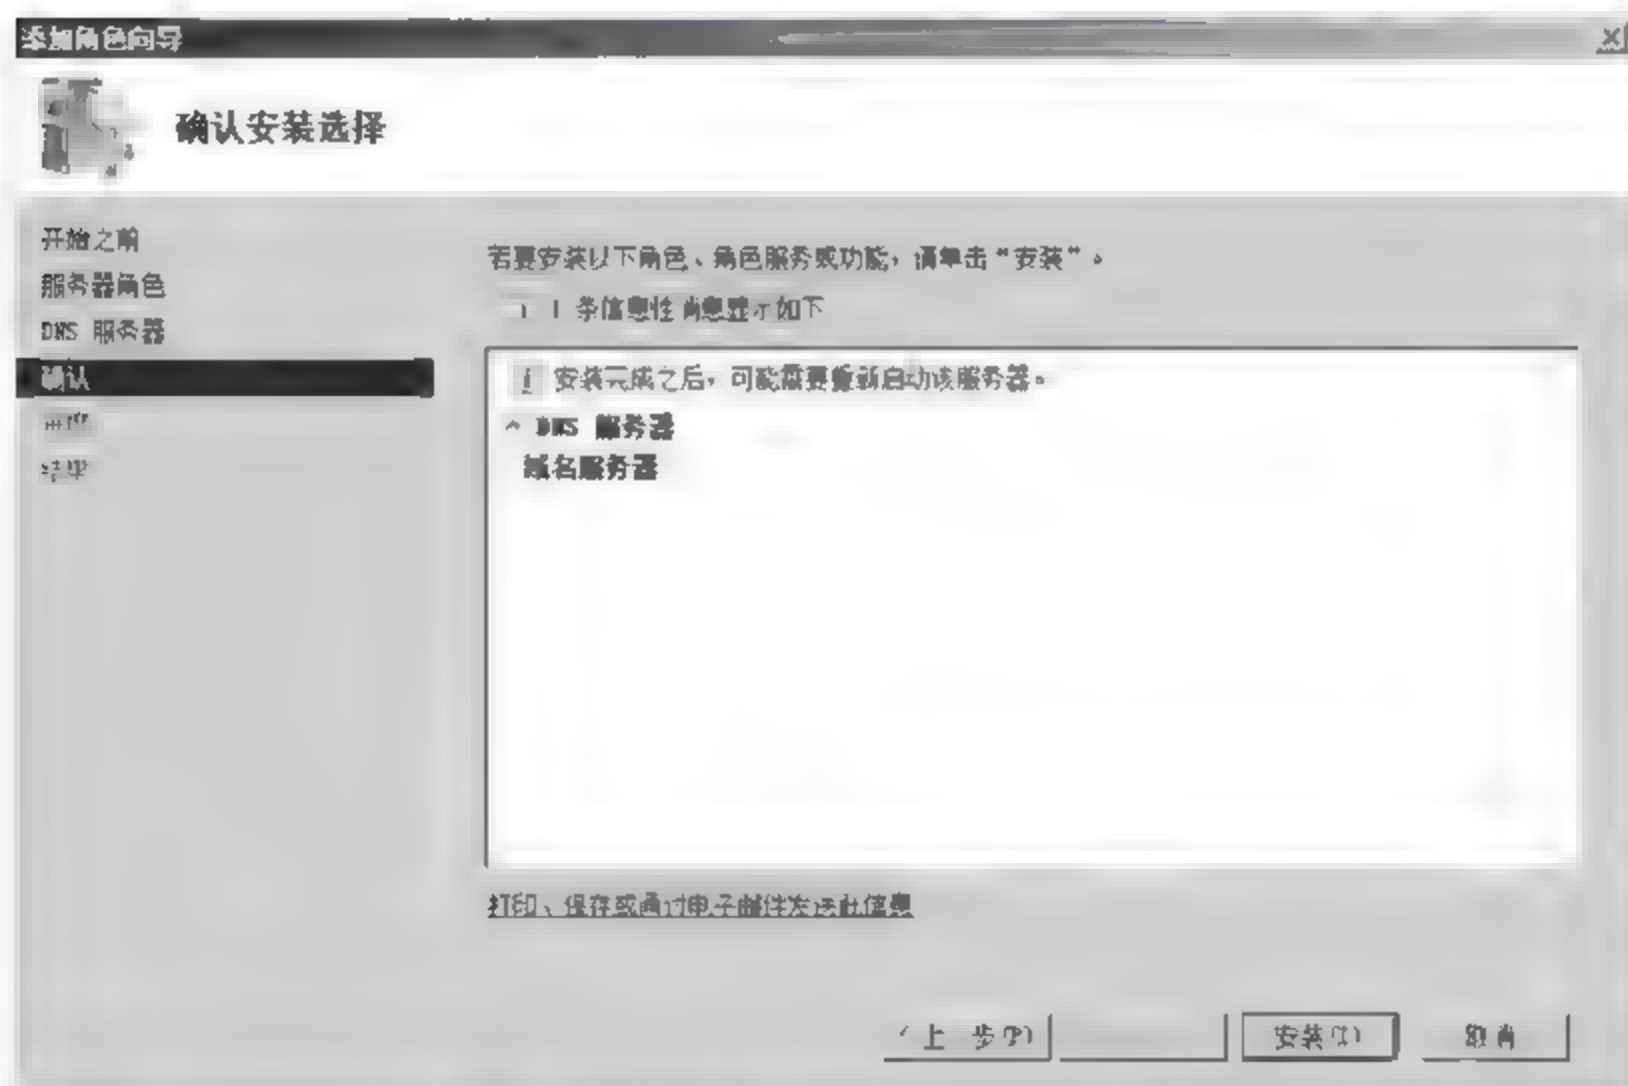 添加角色向导
确认安装选择
开始之前
服务器角色
DNS 服务器
确认
结果
若要安装以下角色、角色服务或功能，请单击“安装”。
1 条信息性消息显示如下
安装完成之后，可能需要重新启动该服务器。
DNS 服务器
域名服务器
打印、保存或通过电子邮件发送此信息
< 上一步(P)
安装(I)
取消